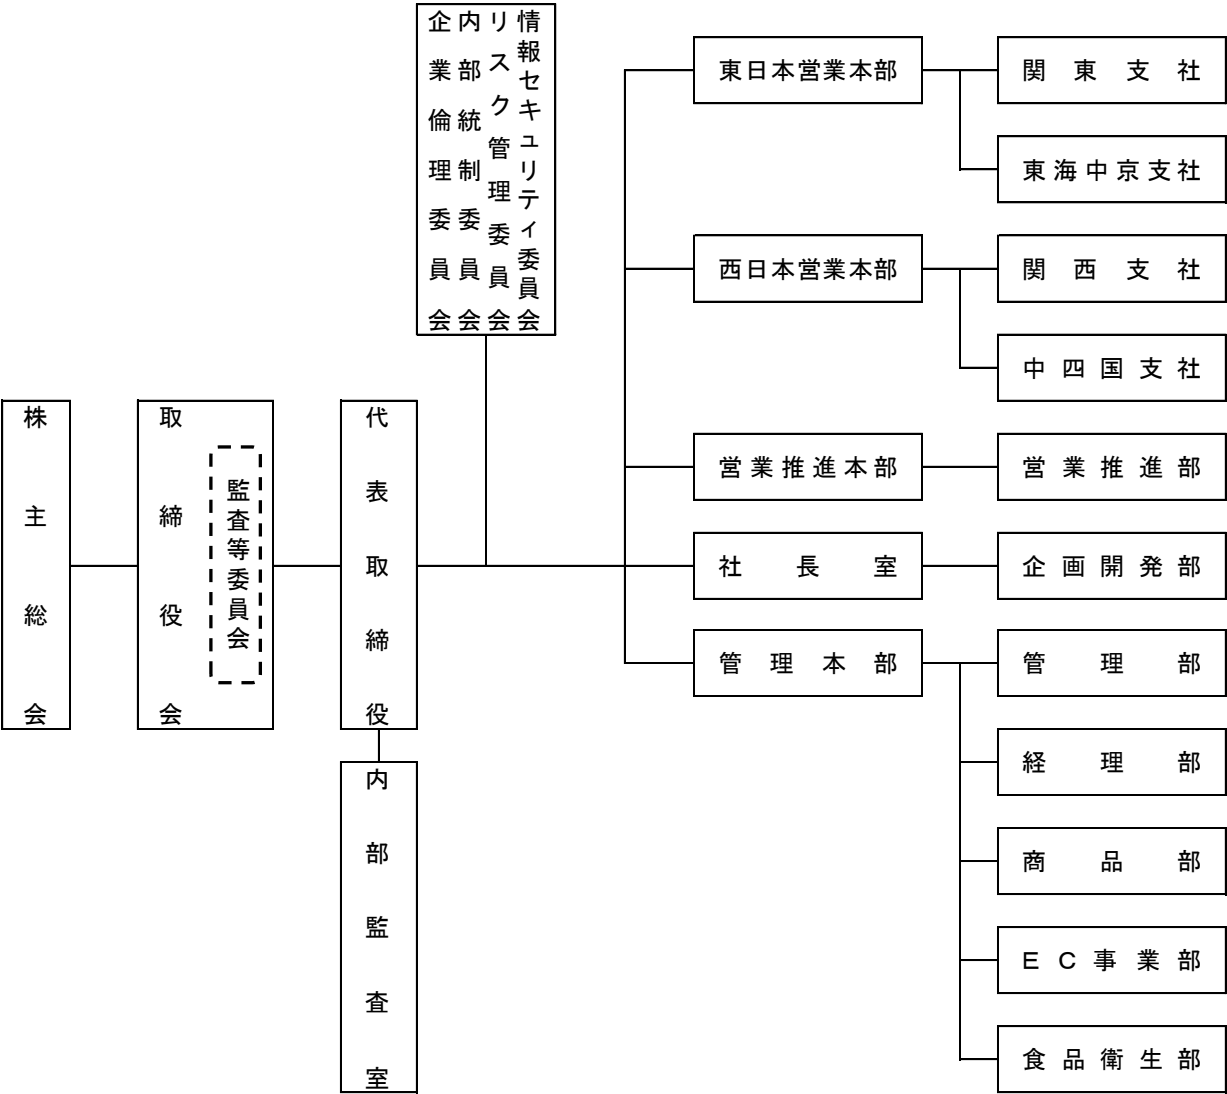 株主総会
取締役会
監査等委員会
代表取締役
内部監査室
企業倫理委員会
内部統制委員会
リスク管理委員会
情報セキュリティ委員会
東日本営業本部
関東支社
東海中京支社
西日本営業本部
関西支社
中四国支社
営業推進本部
営業推進部
社長室
企画開発部
管理本部
管理部
経理部
商品部
EC事業部
食品衛生部